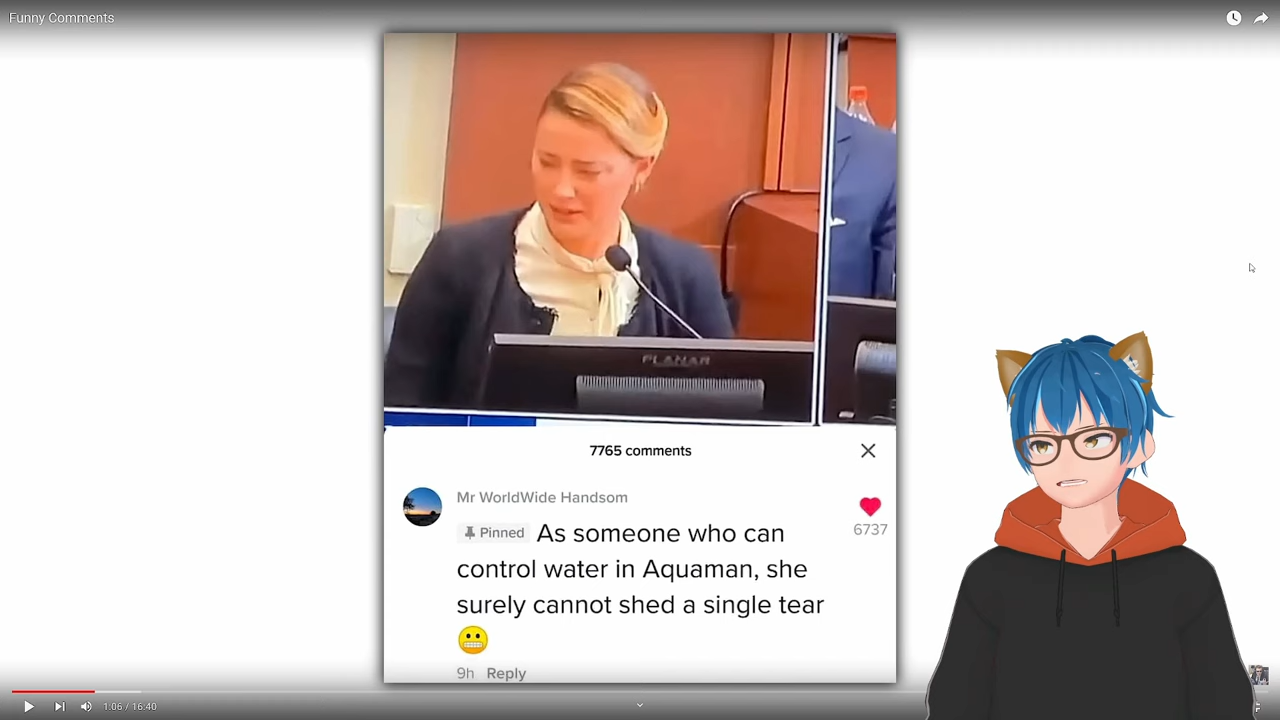 Funny Comments
PLANAR
7765 comments
Mr WorldWide Handsom
Pinned As someone who can
control water in Aquaman, she
surely cannot shed a single tear
6737
9h Reply
1:06 / 16:40